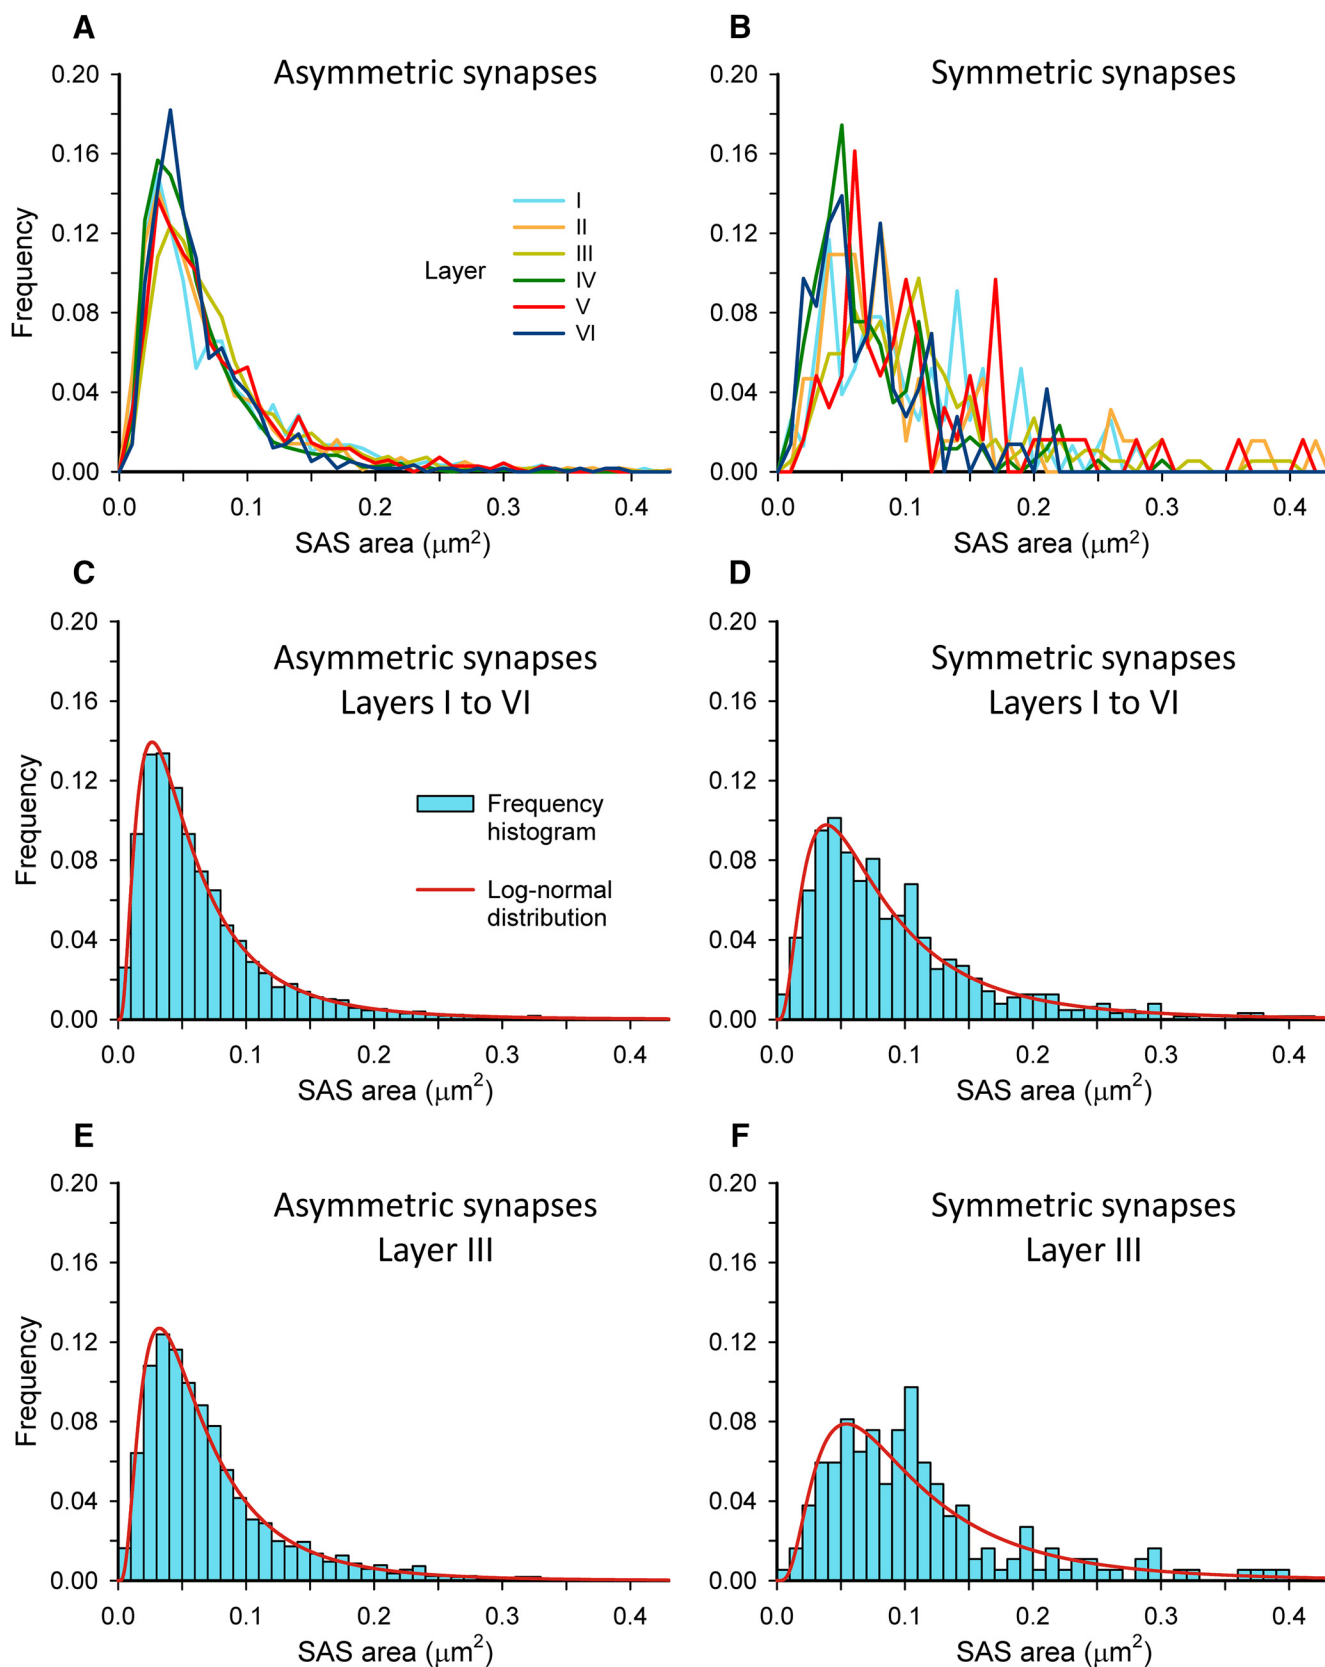 A
Asymmetric synapses
0.20
0.16
0.12
0.08
0.04
0.00
Frequency
Layer
I
II
III
IV
V
VI
0.0 0.1 0.2 0.3 0.4
SAS area (μm²)
B
Symmetric synapses
0.20
0.16
0.12
0.08
0.04
0.00
0.0 0.1 0.2 0.3 0.4
SAS area (μm²)
C
Asymmetric synapses
Layers I to VI
0.20
0.16
0.12
0.08
0.04
0.00
Frequency
Frequency
histogram
Log-normal
distribution
0.0 0.1 0.2 0.3 0.4
SAS area (μm²)
D
Symmetric synapses
Layers I to VI
0.20
0.16
0.12
0.08
0.04
0.00
0.0 0.1 0.2 0.3 0.4
SAS area (μm²)
E
Asymmetric synapses
Layer III
0.20
0.16
0.12
0.08
0.04
0.00
Frequency
0.0 0.1 0.2 0.3 0.4
SAS area (μm²)
F
Symmetric synapses
Layer III
0.20
0.16
0.12
0.08
0.04
0.00
0.0 0.1 0.2 0.3 0.4
SAS area (μm²)